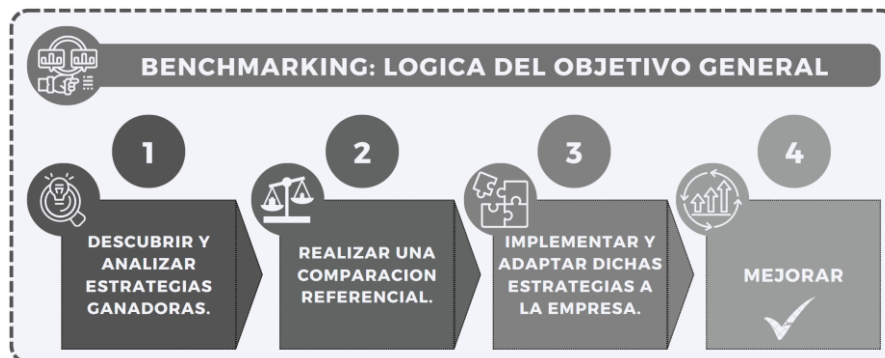 BENCHMARKING: LOGICA DEL OBJETIVO GENERAL
1
2
3
4
DESCUBRIR Y
ANALIZAR
ESTRATEGIAS
GANADORAS.
REALIZAR UNA
COMPARACION
REFERENCIAL.
IMPLEMENTAR Y
ADAPTAR DICHAS
ESTRATEGIAS A
LA EMPRESA.
MEJORAR